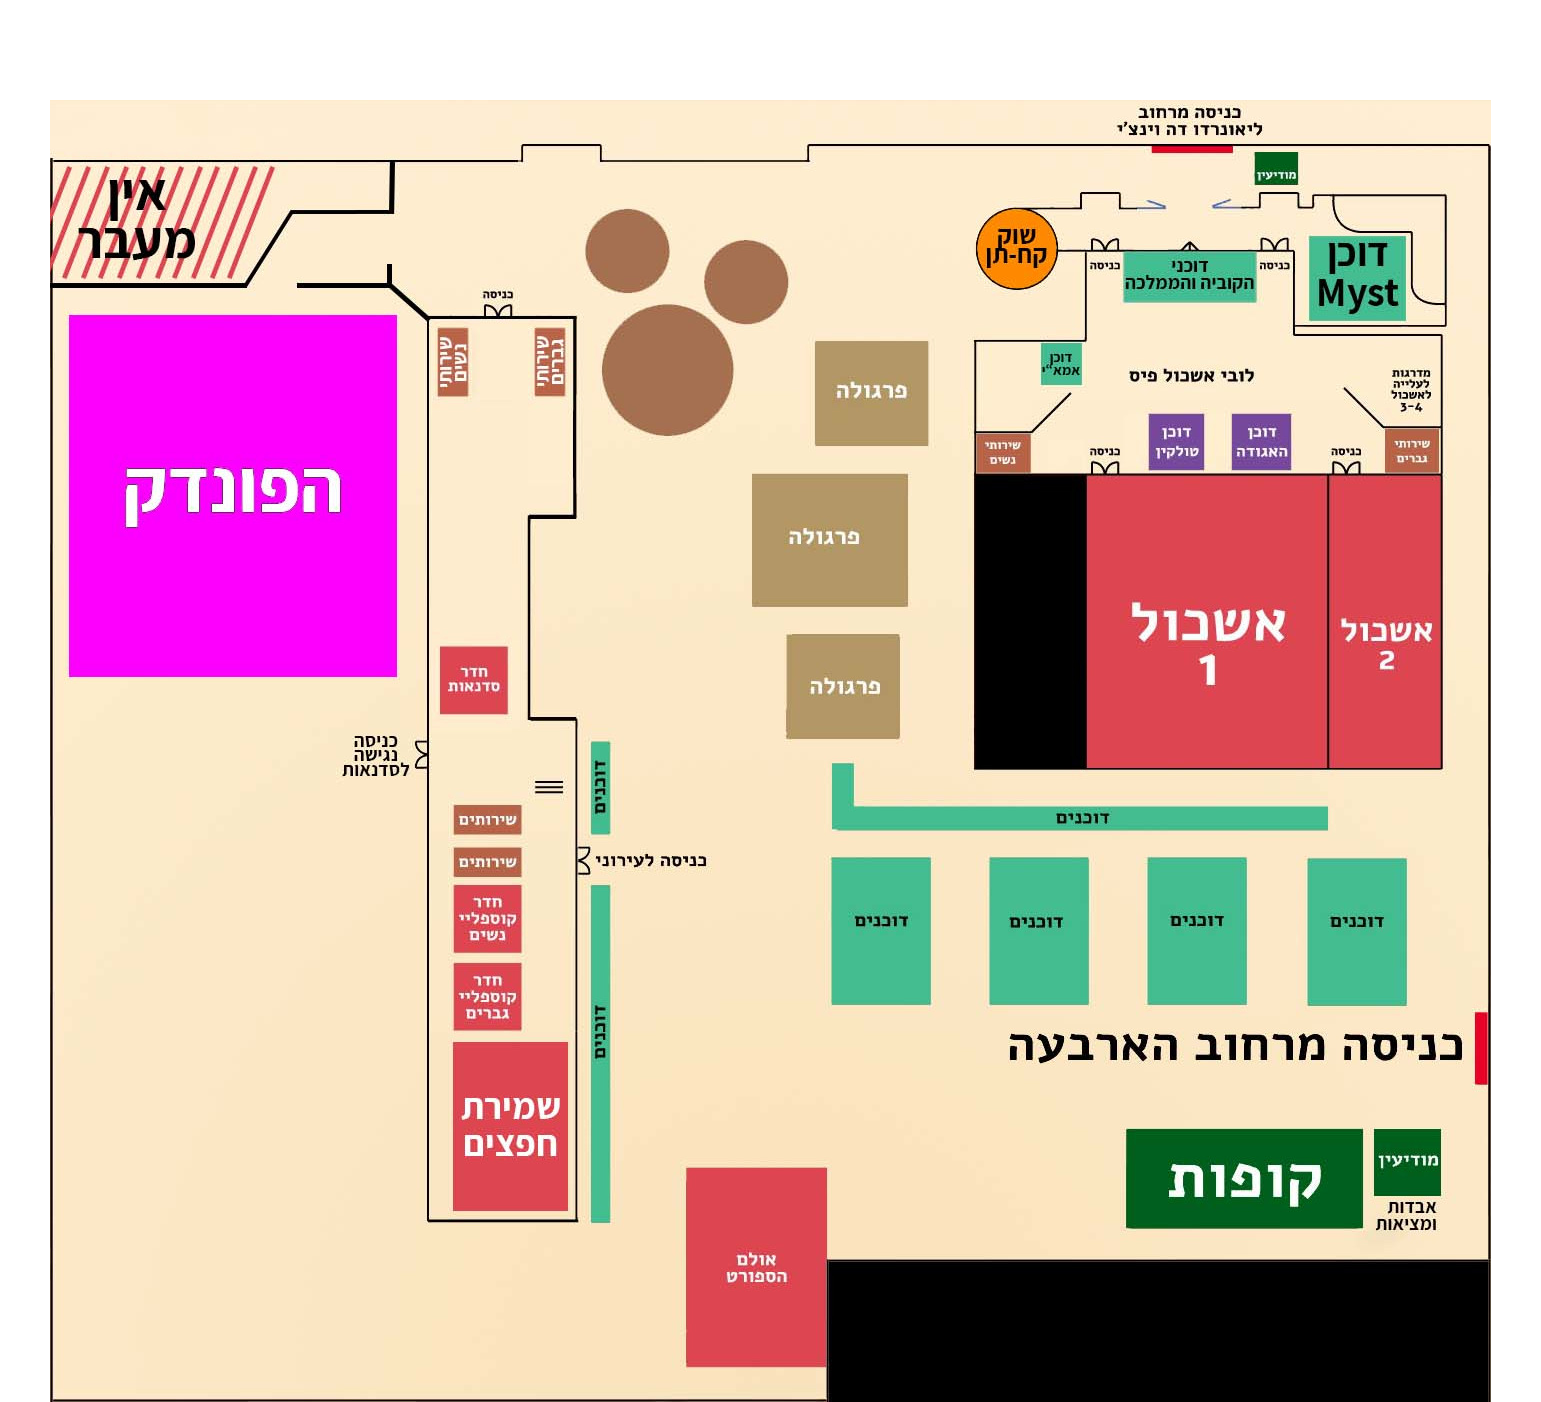 כניסה מרחוב
ליאונרדו דה וינצ'י
מודיעין
אין
מעבר
שוק
קח-תן
כניסה
דוכני
הקוביה והממלכה
כניסה
דוכן
Myst
כניסה
שירותי
נשים
שירותי
גברים
דוכן
אמא"י
לובי אשכול פיס
מדרגות
לעלייה
לאשכול
3-4
פרגולה
הפונדק
שירותי
נשים
כניסה
דוכן
טולקין
דוכן
האגודה
כניסה
שירותי
גברים
פרגולה
אשכול
1
אשכול
2
חדר
סדנאות
פרגולה
כניסה
נגישה
לסדנאות
דוכנים
דוכנים
שירותים
שירותים
כניסה לעירוני
חדר
קוספליי
נשים
דוכנים
דוכנים
דוכנים
דוכנים
חדר
קוספליי
גברים
דוכנים
כניסה מרחוב הארבעה
שמירת
חפצים
קופות
מודיעין
אבדות
ומציאות
אולם
הספורט